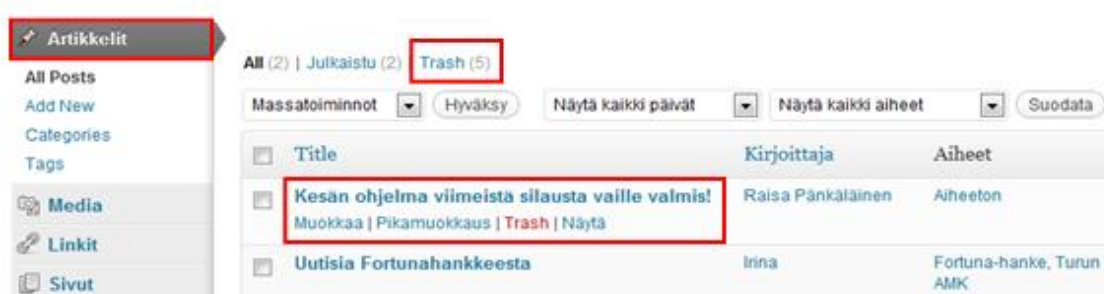 Artikkelit
All Posts
Add New
Categories
Tags
Media
Linkit
Sivut
All (2) | Julkaistu (2) Trash (5)
Massatoiminnot Hyväksy Näytä kaikki päivät Näytä kaikki aiheet Suodata
Title Kirjoittaja Aiheet
Kesän ohjelma viimeistä silausta vaille valmis! Raisa Pänkäläinen Aiheeton
Muokkaa | Pikamuokkaus | Trash | Näytä
Uutisia Fortunahankkeesta Irina Fortuna-hanke, Turun
AMK